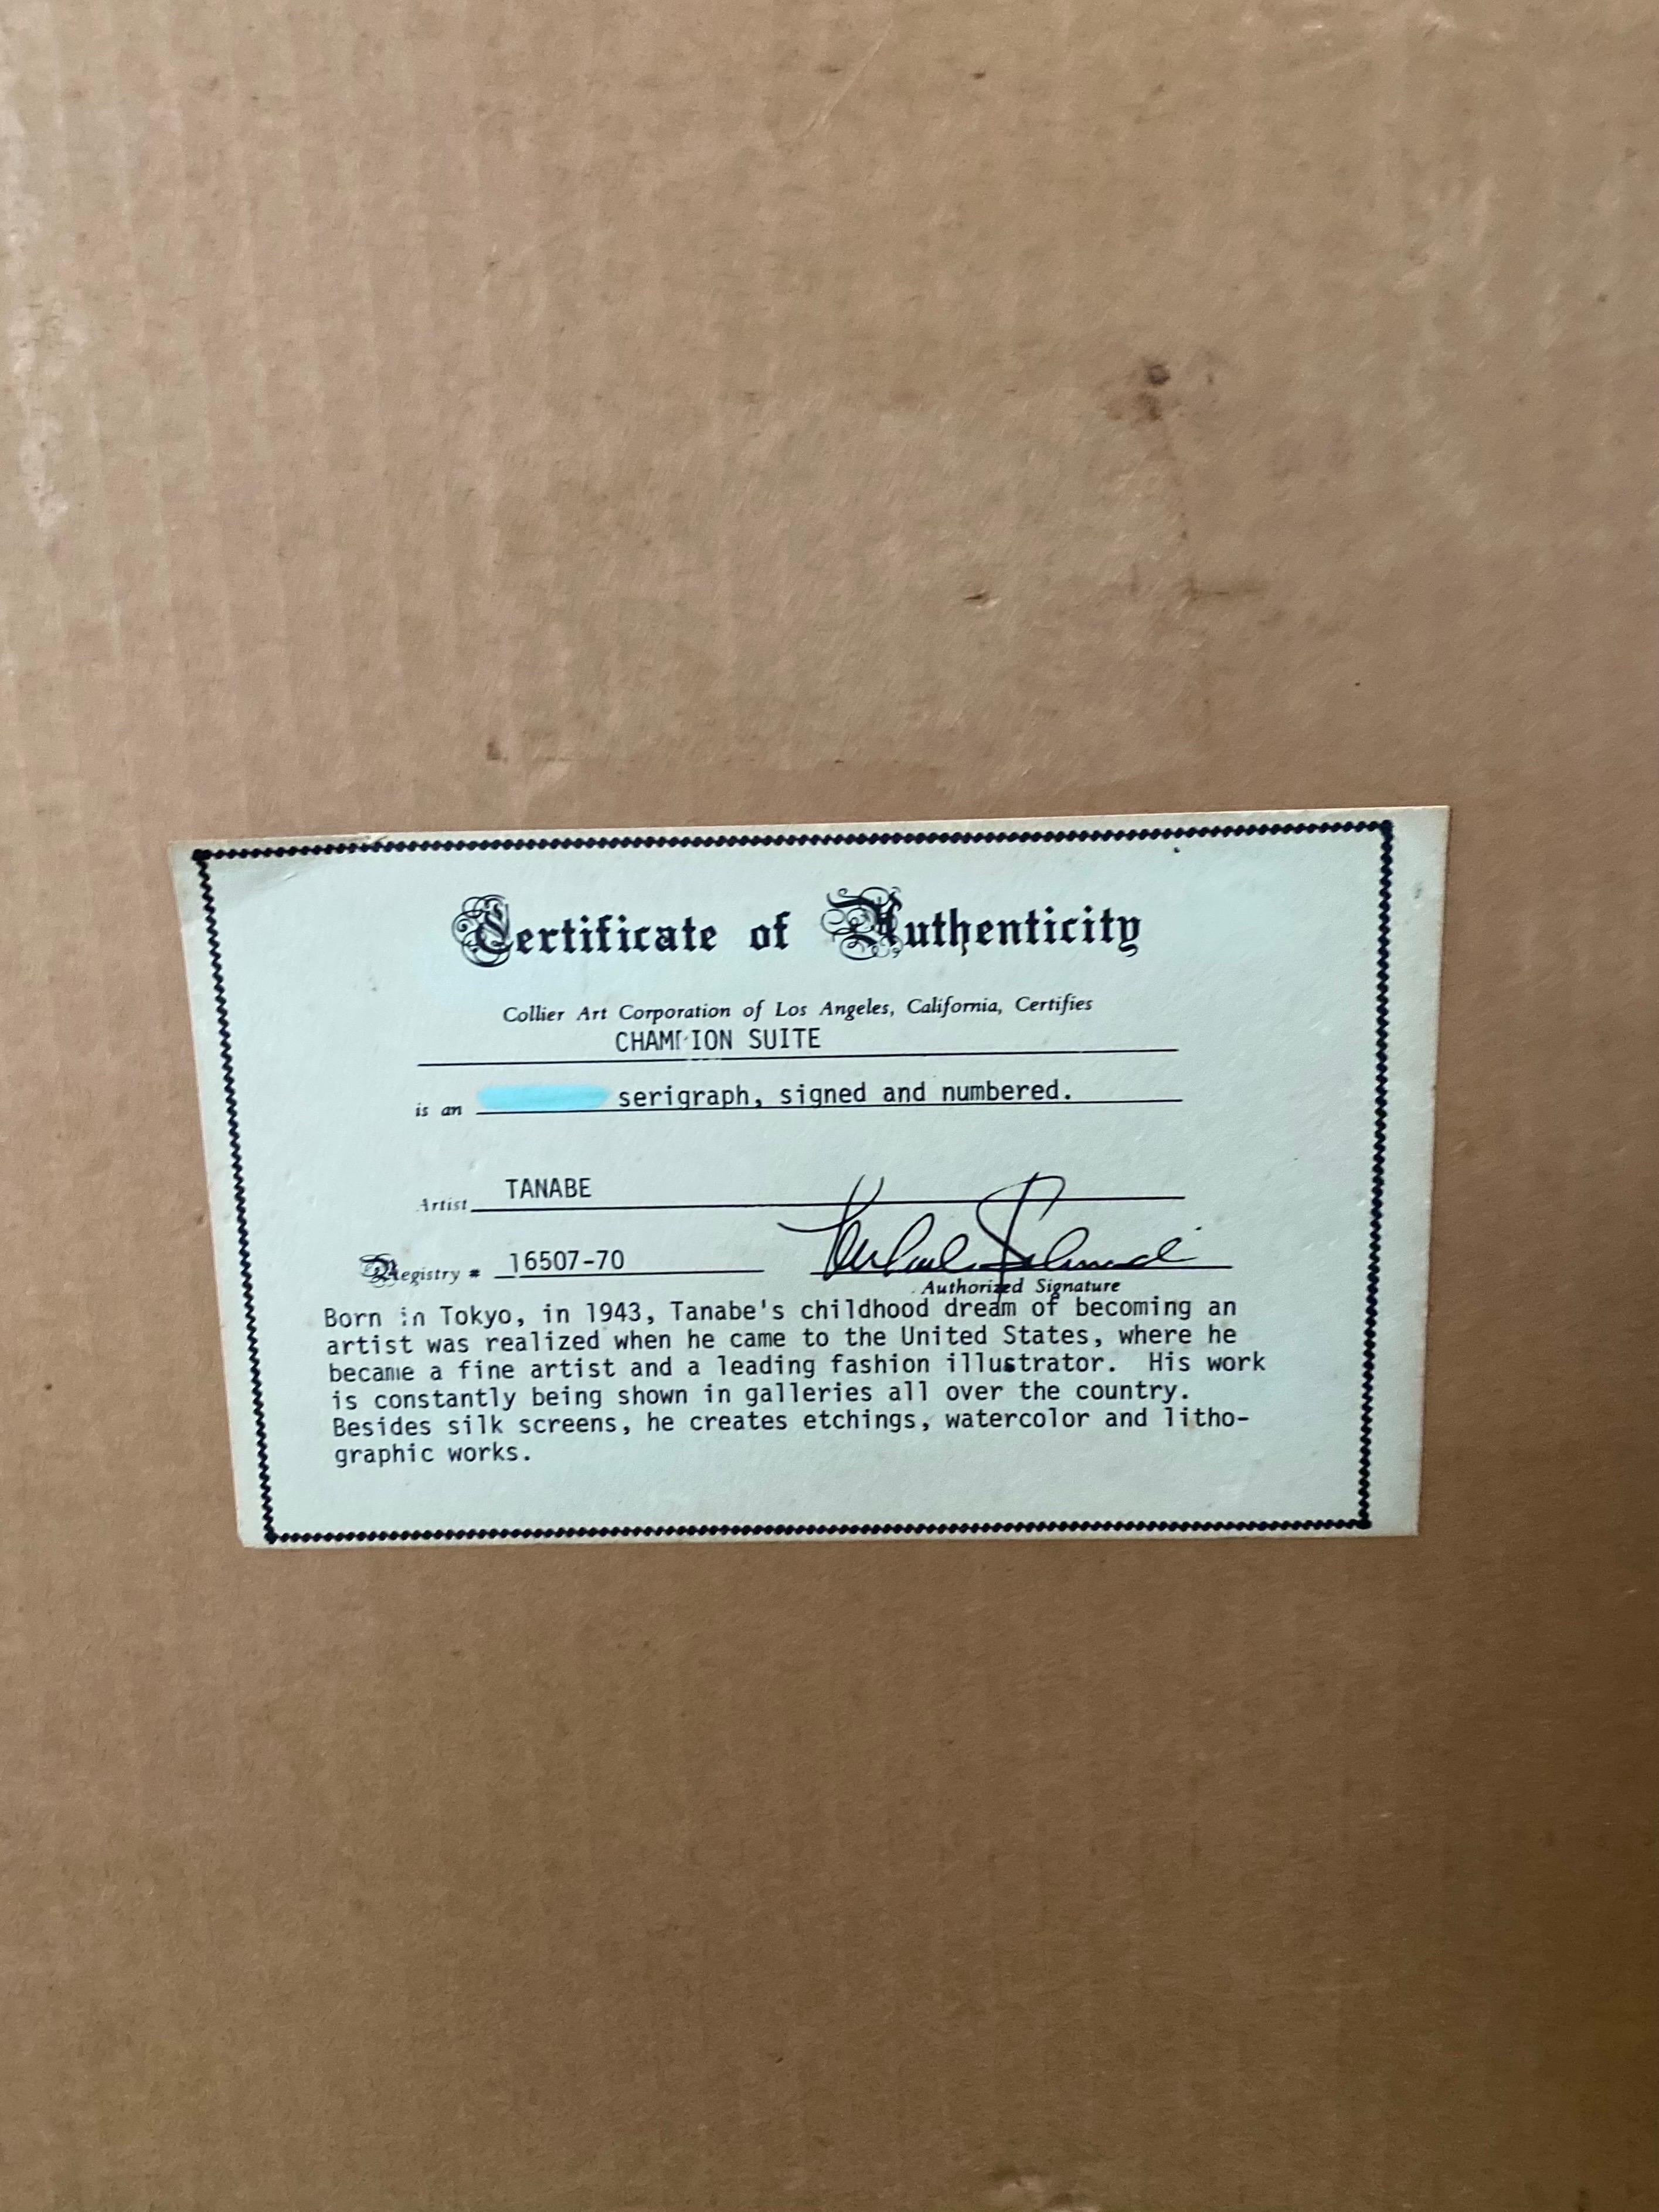 Certificate of Authenticity
Collier Art Corporation of Los Angeles, California, Certifies
CHAMPION SUITE
is an serigraph, signed and numbered.
Artist TANABE
Registry # 16507-70
Authorized Signature
Born in Tokyo, in 1943, Tanabe's childhood dream of becoming an
artist was realized when he came to the United States, where he
became a fine artist and a leading fashion illustrator. His work
is constantly being shown in galleries all over the country.
Besides silk screens, he creates etchings, watercolor and litho-
graphic works.